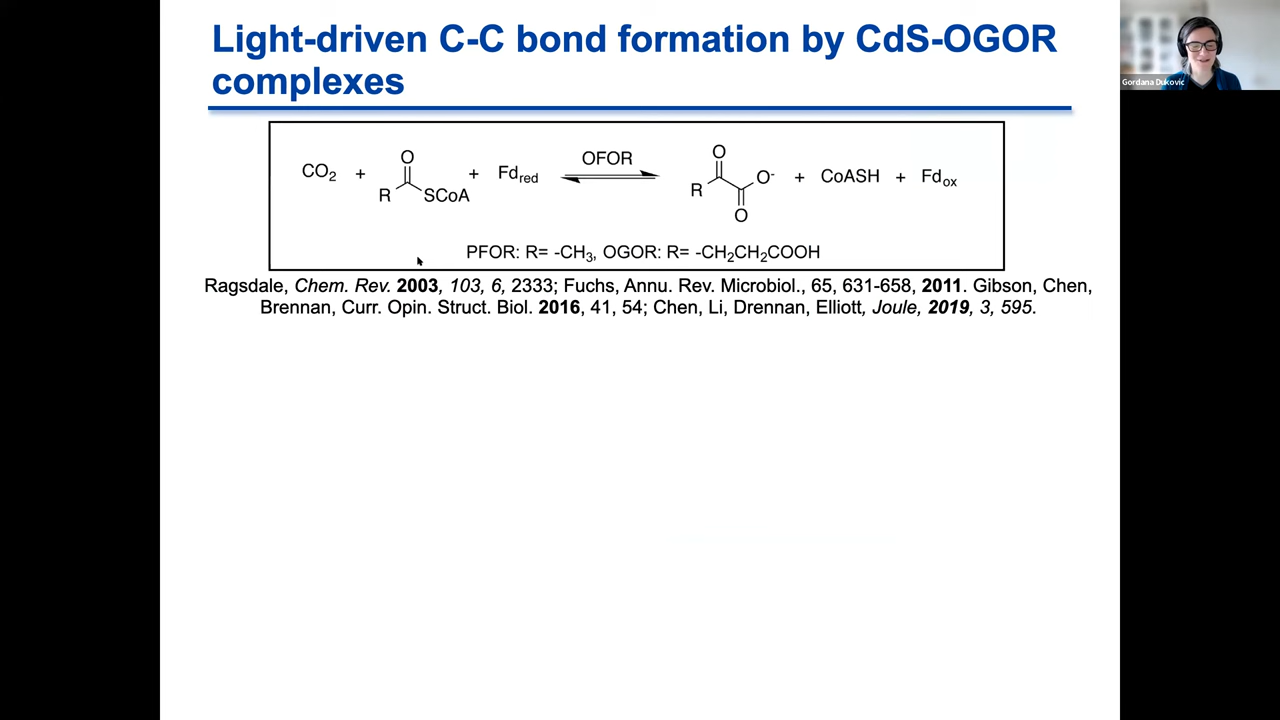 Light-driven C-C bond formation by CdS-OGOR
complexes
Gordana Dukovic
CO2 + R O SCoA + Fdred OFOR R O O- O + CoASH + Fdox
PFOR: R= -CH3, OGOR: R= -CH2CH2COOH
Ragsdale, Chem. Rev. 2003, 103, 6, 2333; Fuchs, Annu. Rev. Microbiol., 65, 631-658, 2011. Gibson, Chen,
Brennan, Curr. Opin. Struct. Biol. 2016, 41, 54; Chen, Li, Drennan, Elliott, Joule, 2019, 3, 595.